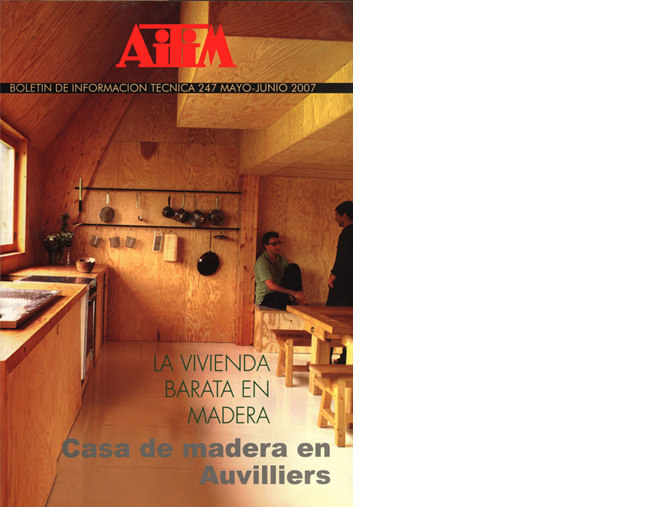 AiTiM
BOLETIN DE INFORMACION TECNICA 247 MAYO-JUNIO 2007
LA VIVIENDA
BARATA EN
MADERA
Casa de madera en
Auvilliers